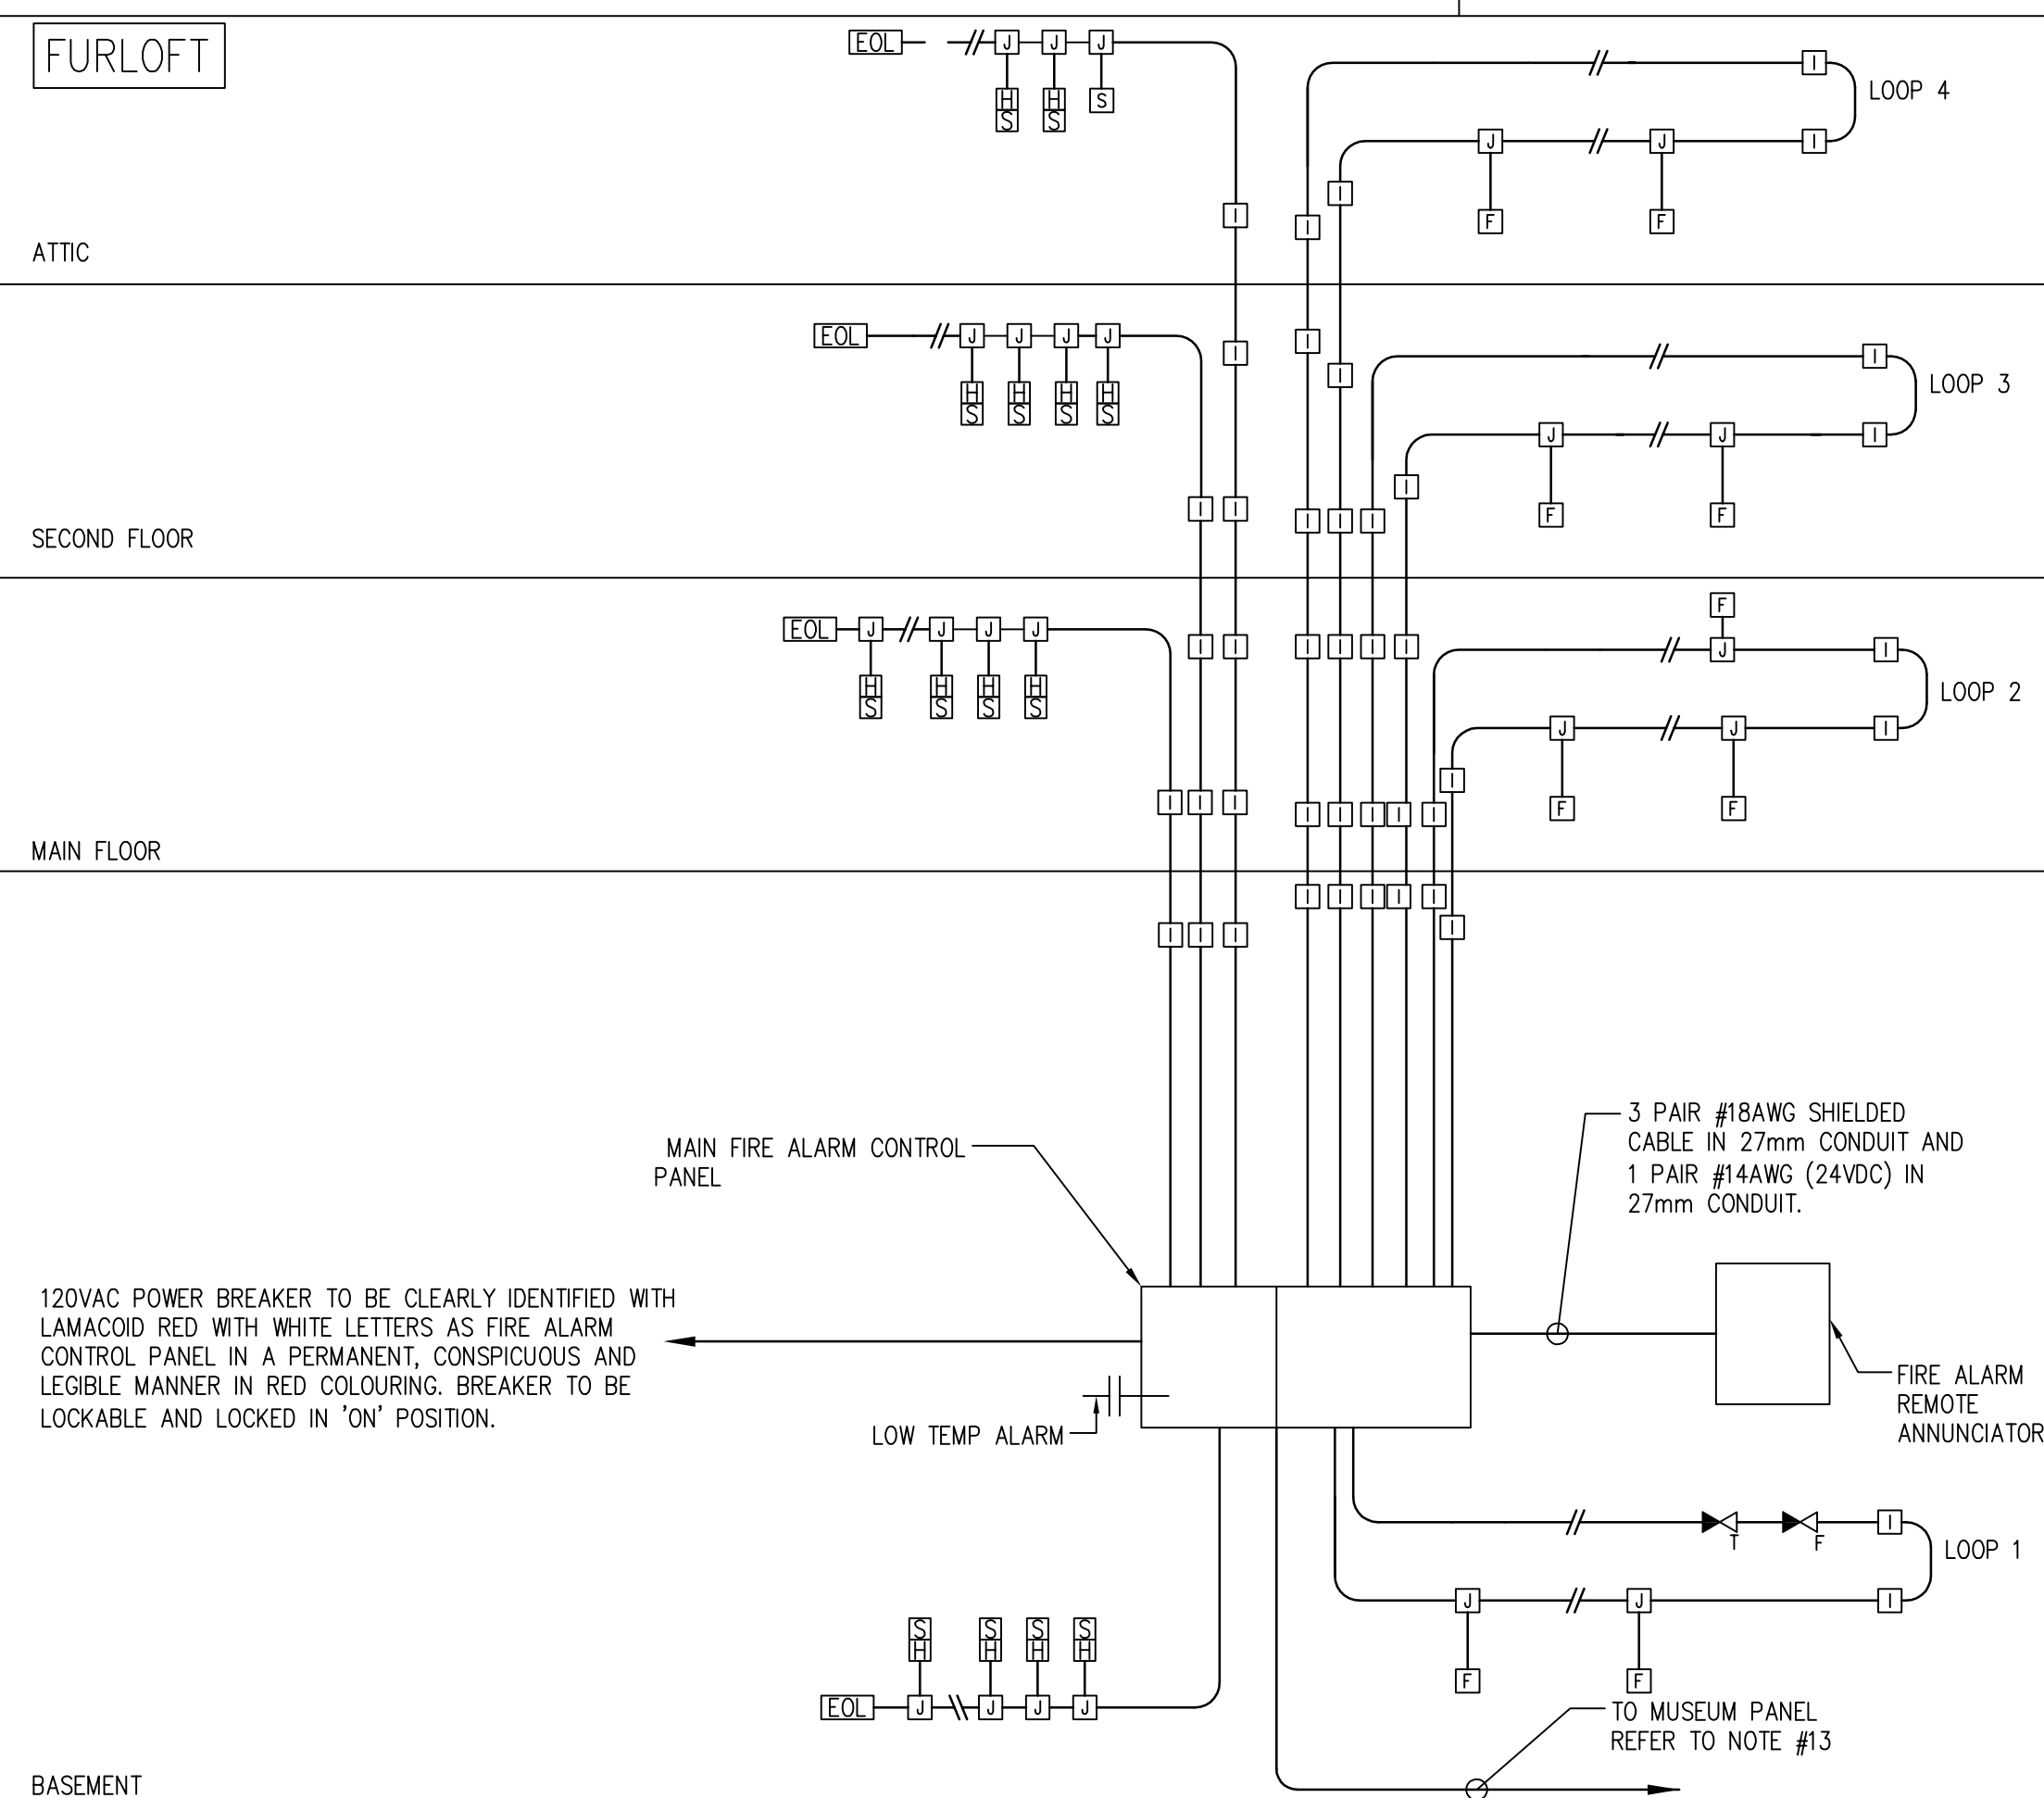 FURLOFT
EOL J J J
H H S
S S
I
LOOP 4
I
J J I
F F
I I
I
ATTIC
I I I
EOL J J J J
H H H H
S S S S
I
LOOP 3
J J I
F F
I
I I I I I
SECOND FLOOR
F
EOL J J J J
H H H H
S S S S
I I I I I I
J I
LOOP 2
J J I
F F
I
I I I I I I I I
MAIN FLOOR
I I I I I
I I I I
MAIN FIRE ALARM CONTROL
PANEL
3 PAIR #18AWG SHIELDED
CABLE IN 27mm CONDUIT AND
1 PAIR #14AWG (24VDC) IN
27mm CONDUIT.
120VAC POWER BREAKER TO BE CLEARLY IDENTIFIED WITH
LAMACOID RED WITH WHITE LETTERS AS FIRE ALARM
CONTROL PANEL IN A PERMANENT, CONSPICUOUS AND
LEGIBLE MANNER IN RED COLOURING. BREAKER TO BE
LOCKABLE AND LOCKED IN 'ON' POSITION.
LOW TEMP ALARM
FIRE ALARM
REMOTE
ANNUNCIATOR
I
T F
LOOP 1
J J I
F F
S S S S
H H H H
EOL J J J J
TO MUSEUM PANEL
REFER TO NOTE #13
BASEMENT